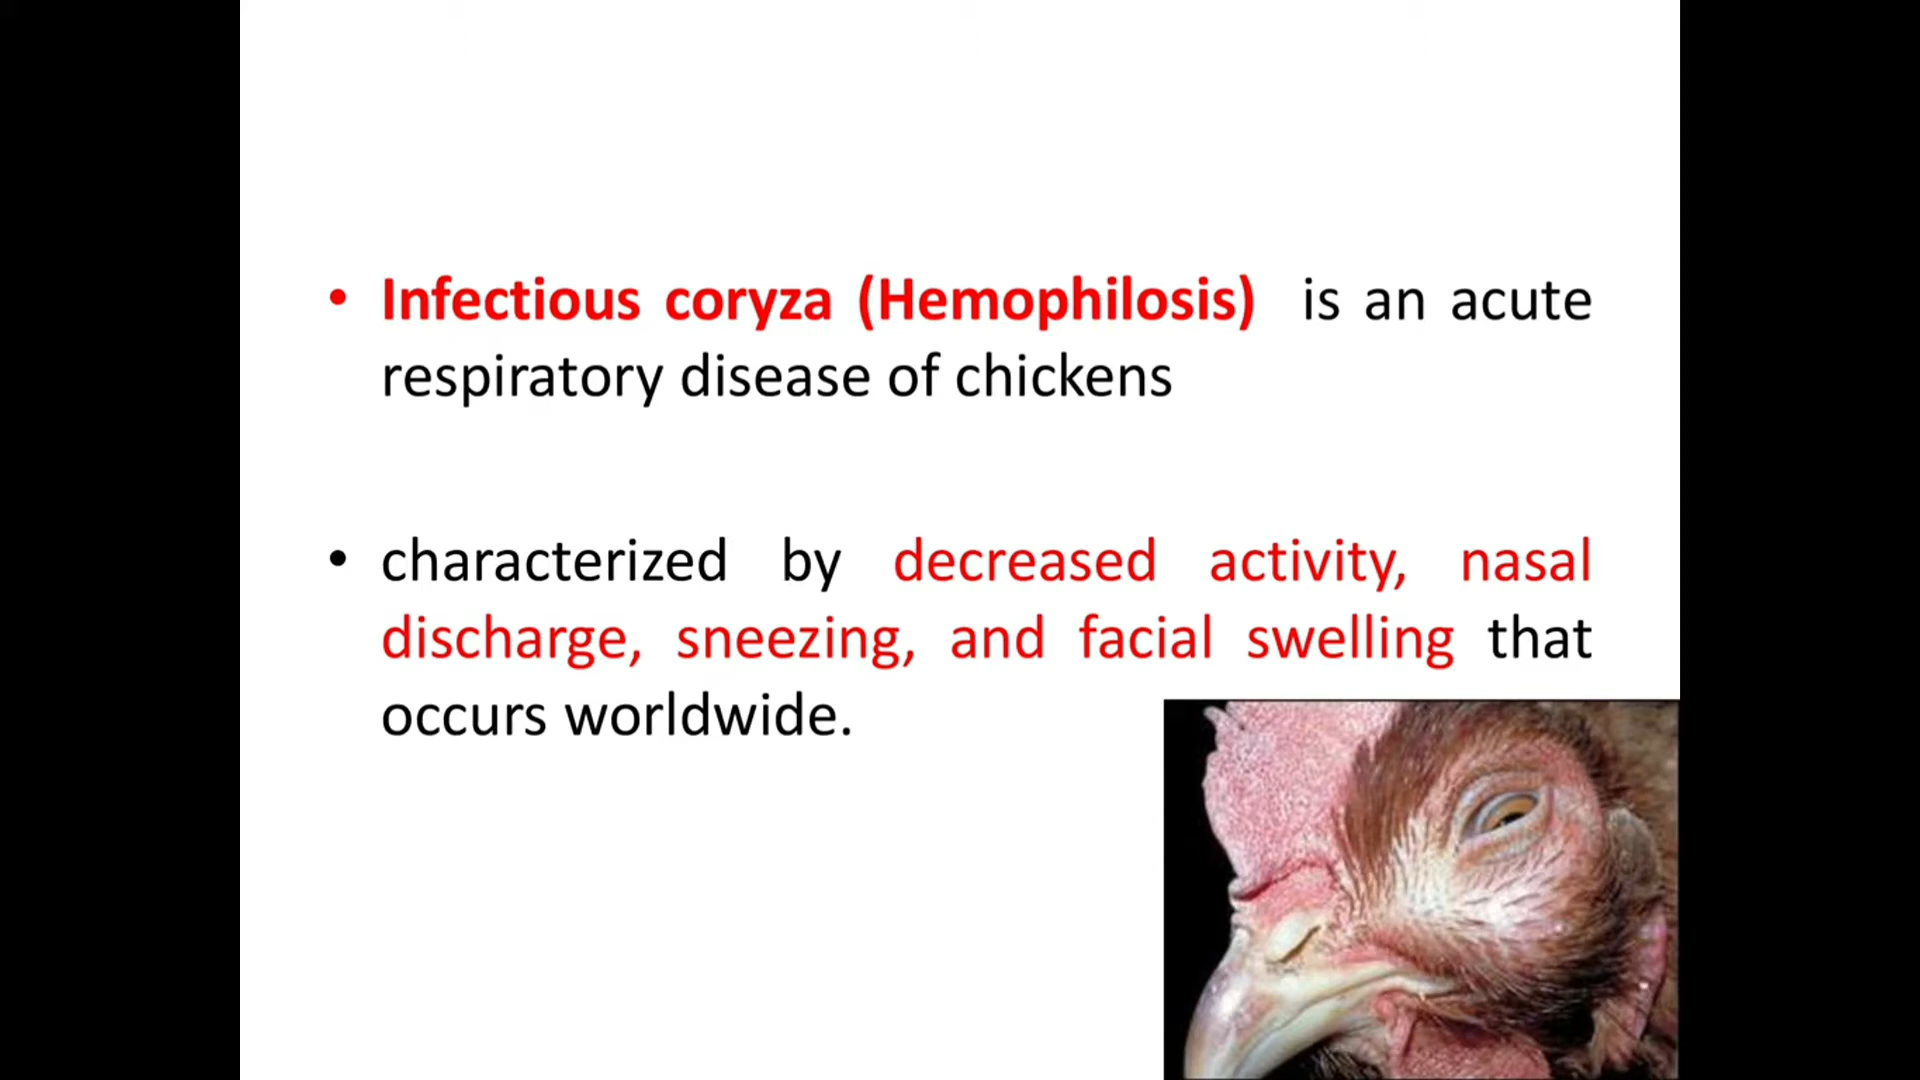 • Infectious coryza (Hemophilosis) is an acute
respiratory disease of chickens
• characterized by decreased activity, nasal
discharge, sneezing, and facial swelling that
occurs worldwide.